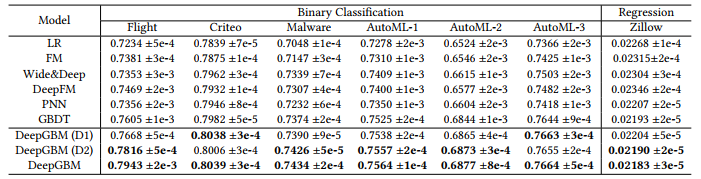 Model Binary Classification Regression
Flight Criteo Malware AutoML-1 AutoML-2 AutoML-3 Zillow
LR 0.7234 ±5e-4 0.7839 ±7e-5 0.7048 ±1e-4 0.7278 ±2e-3 0.6524 ±2e-3 0.7366 ±2e-3 0.02268 ±1e-4
FM 0.7381 ±3e-4 0.7875 ±1e-4 0.7147 ±3e-4 0.7310 ±1e-3 0.6546 ±2e-3 0.7425 ±1e-3 0.02315±2e-4
Wide&Deep 0.7353 ±3e-3 0.7962 ±3e-4 0.7339 ±7e-4 0.7409 ±1e-3 0.6615 ±1e-3 0.7503 ±2e-3 0.02304 ±3e-4
DeepFM 0.7469 ±2e-3 0.7932 ±1e-4 0.7307 ±4e-4 0.7400 ±1e-3 0.6577 ±2e-3 0.7482 ±2e-3 0.02346 ±2e-4
PNN 0.7356 ±2e-3 0.7946 ±8e-4 0.7232 ±6e-4 0.7350 ±1e-3 0.6604 ±2e-3 0.7418 ±1e-3 0.02207 ±2e-5
GBDT 0.7605 ±1e-3 0.7982 ±5e-5 0.7374 ±2e-4 0.7525 ±2e-4 0.6844 ±1e-3 0.7644 ±9e-4 0.02193 ±2e-5
DeepGBM (D1) 0.7668 ±5e-4 0.8038 ±3e-4 0.7390 ±9e-5 0.7538 ±2e-4 0.6865 ±4e-4 0.7663 ±3e-4 0.02204 ±5e-5
DeepGBM (D2) 0.7816 ±5e-4 0.8006 ±3e-4 0.7426 ±5e-5 0.7557 ±2e-4 0.6873 ±3e-4 0.7655 ±2e-4 0.02190 ±2e-5
DeepGBM 0.7943 ±2e-3 0.8039 ±3e-4 0.7434 ±2e-4 0.7564 ±1e-4 0.6877 ±8e-4 0.7664 ±5e-4 0.02183 ±3e-5